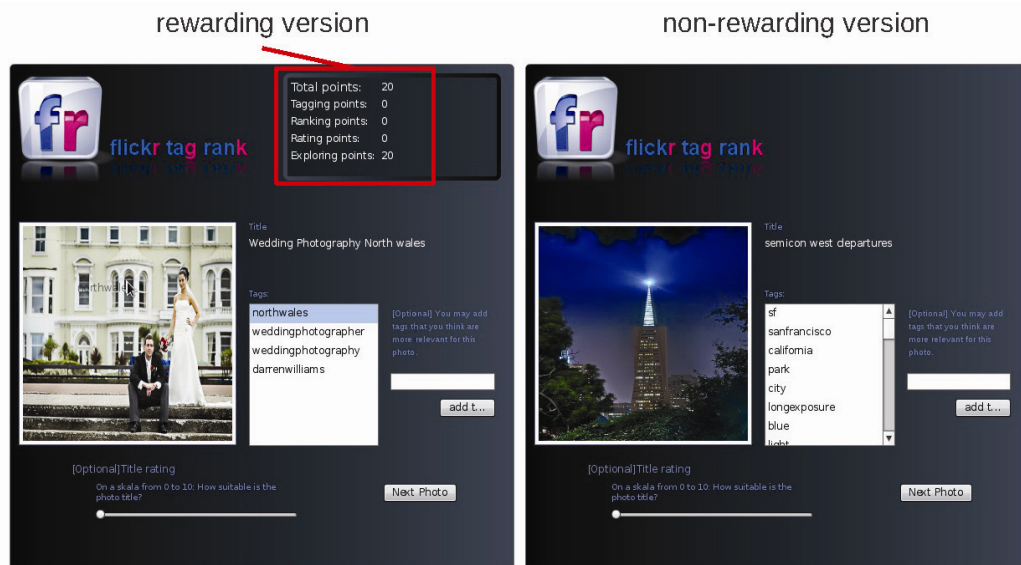 rewarding version
non-rewarding version
fr
flickr tag rank
Total points: 20
Tagging points: 0
Ranking points: 0
Rating points: 0
Exploring points: 20
Title
Wedding Photography North wales
northwales
Tags:
northwales
weddingphotographer
weddingphotography
darrenwilliams
[Optional] You may add
tags that you think are
more relevant for this
photo.
add t...
[Optional]Title rating
On a skala from 0 to 10: How suitable is the
photo title?
Next Photo
fr
flickr tag rank
Title
semicon west departures
Tags:
sf
sanfrancisco
california
park
city
longexposure
blue
light
[Optional] You may add
tags that you think are
more relevant for this
photo.
add t...
[Optional]Title rating
On a skala from 0 to 10: How suitable is the
photo title?
Next Photo